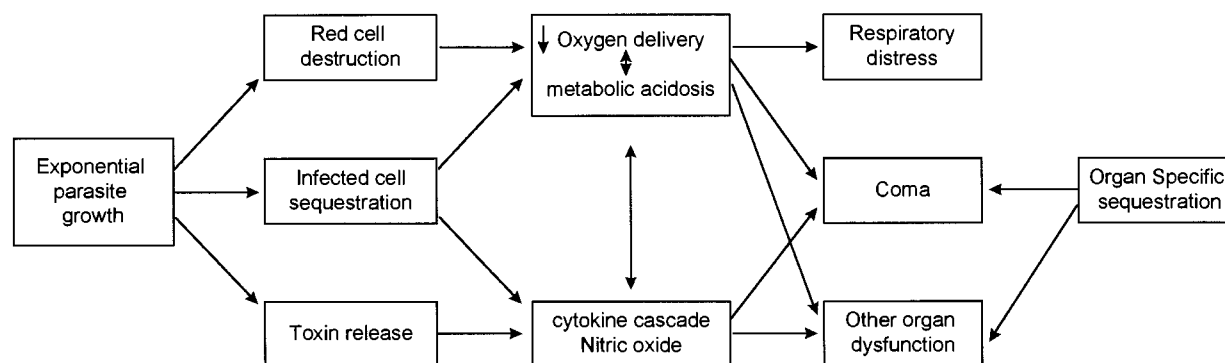 Red cell
destruction
Oxygen delivery
metabolic acidosis
Respiratory
distress
Exponential
parasite
growth
Infected cell
sequestration
Coma
Organ Specific
sequestration
Toxin release
cytokine cascade
Nitric oxide
Other organ
dysfunction